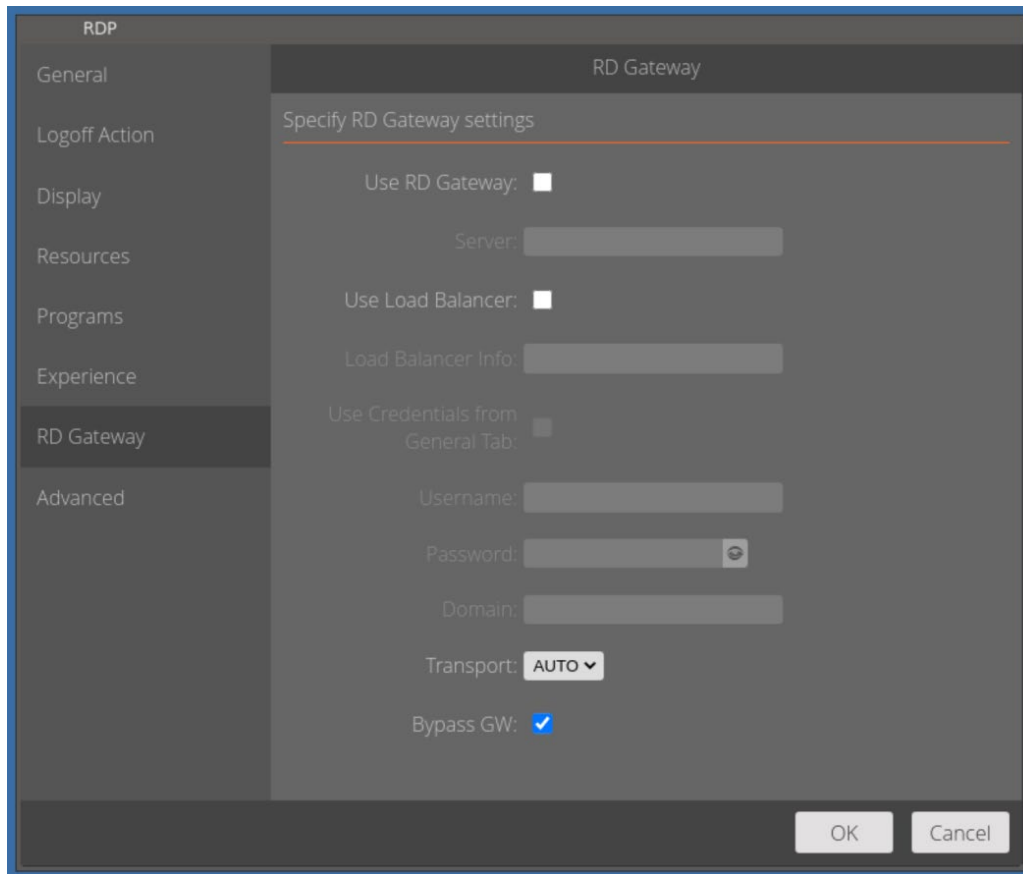 RDP
General
Logoff Action
Display
Resources
Programs
Experience
RD Gateway
Advanced
RD Gateway
Specify RD Gateway settings
Use RD Gateway:
Server:
Use Load Balancer:
Load Balancer Info:
Use Credentials from
General Tab:
Username:
Password:
Domain:
Transport: AUTO
Bypass GW:
OK Cancel